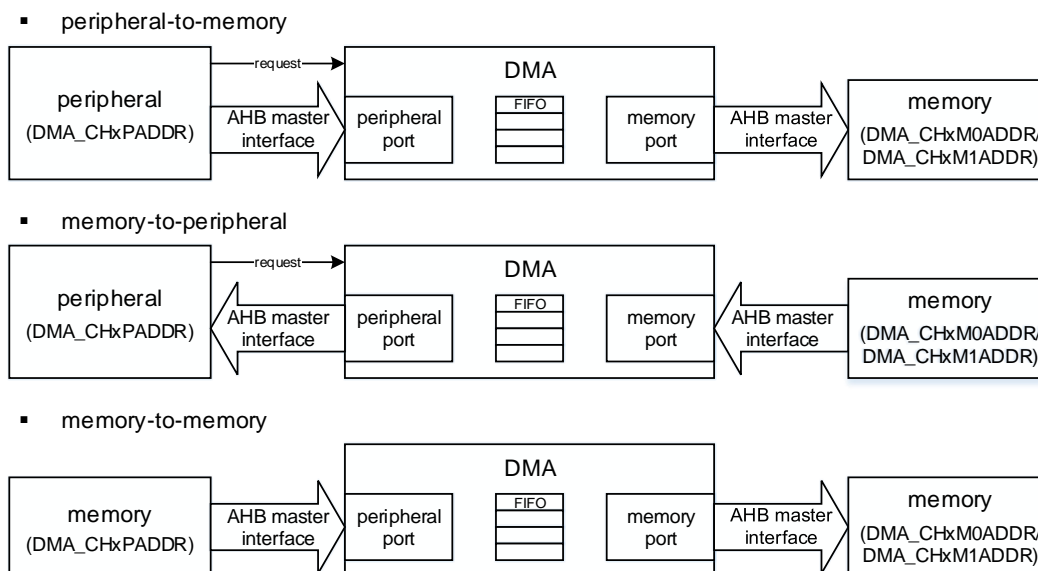 ▪ peripheral-to-memory
request
DMA
peripheral
(DMA_CHxPADDR)
AHB master
interface
peripheral
port
FIFO
memory
port
AHB master
interface
memory
(DMA_CHxM0ADDR/
DMA_CHxM1ADDR)
▪ memory-to-peripheral
request
DMA
peripheral
(DMA_CHxPADDR)
AHB master
interface
peripheral
port
FIFO
memory
port
AHB master
interface
memory
(DMA_CHxM0ADDR/
DMA_CHxM1ADDR)
▪ memory-to-memory
DMA
memory
(DMA_CHxPADDR)
AHB master
interface
peripheral
port
FIFO
memory
port
AHB master
interface
memory
(DMA_CHxM0ADDR/
DMA_CHxM1ADDR)